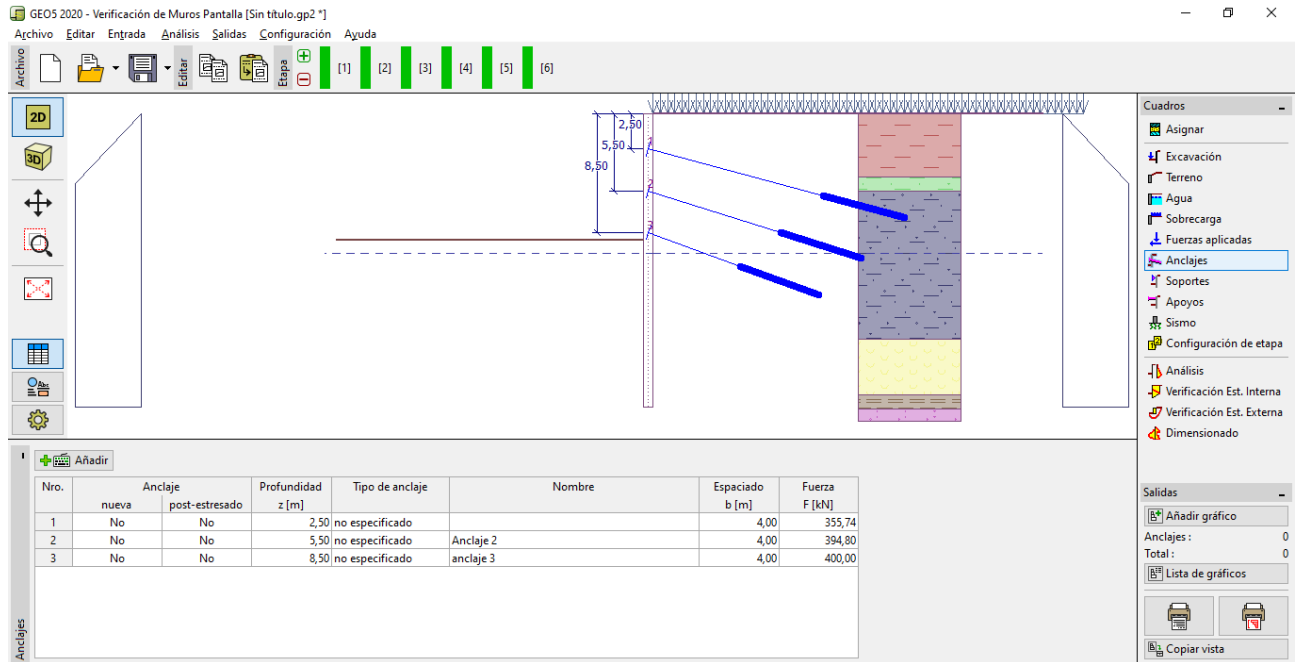 GEO5 2020 - Verificación de Muros Pantalla [Sin título.gp2 *]
Archivo Editar Entrada Análisis Salidas Configuración Ayuda
Archivo
Editar
Etapa
[1] [2] [3] [4] [5] [6]
2D
3D
2,50
5,50
8,50
1
2
3
Cuadros
Asignar
Excavación
Terreno
Agua
Sobrecarga
Fuerzas aplicadas
Anclajes
Soportes
Apoyos
Sismo
Configuración de etapa
Análisis
Verificación Est. Interna
Verificación Est. Externa
Dimensionado
Anclajes
Añadir
Nro. Anclaje Profundidad Tipo de anclaje Nombre Espaciado Fuerza
nueva post-estresado z [m] b [m] F [kN]
1 No No 2,50 no especificado 4,00 355,74
2 No No 5,50 no especificado Anclaje 2 4,00 394,80
3 No No 8,50 no especificado anclaje 3 4,00 400,00
Salidas
Añadir gráfico
Anclajes : 0
Total : 0
Lista de gráficos
Copiar vista